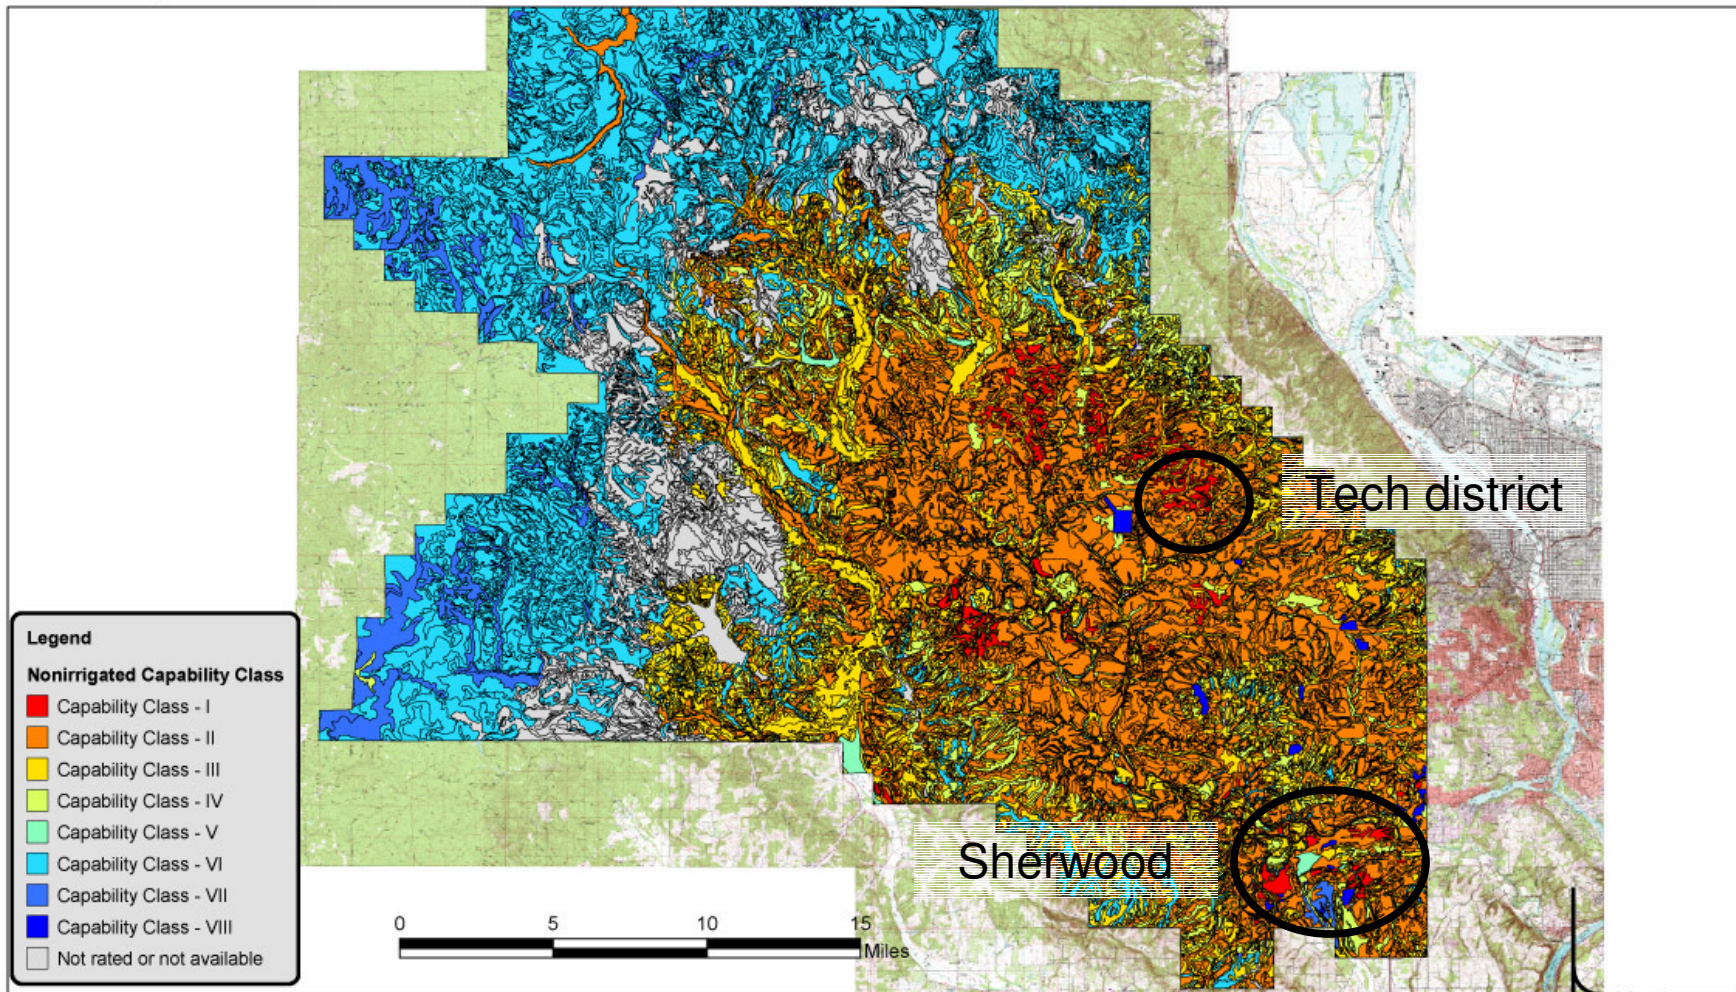 Tech district
Sherwood
Legend
Nonirrigated Capability Class
Capability Class - I
Capability Class - II
Capability Class - III
Capability Class - IV
Capability Class - V
Capability Class - VI
Capability Class - VII
Capability Class - VIII
Not rated or not available
0 5 10 15
Miles